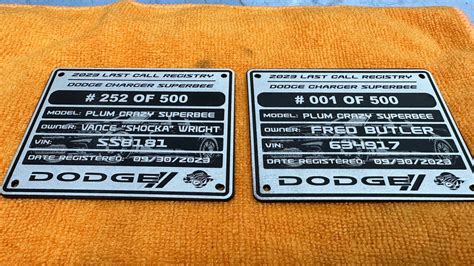 2023 LAST CALL REGISTRY
DODGE CHARGER SUPERBEE
# 252 OF 500
MODEL: PLUM CRAZY SUPERBEE
OWNER: VANCE "SHOCKA" WRIGHT
VIN: 558181
DATE REGISTERED: 09/30/2023
DODGE
2023 LAST CALL REGISTRY
DODGE CHARGER SUPERBEE
# 001 OF 500
MODEL: PLUM CRAZY SUPERBEE
OWNER: FRED BUTLER
VIN: 634917
DATE REGISTERED: 09/30/2023
DODGE